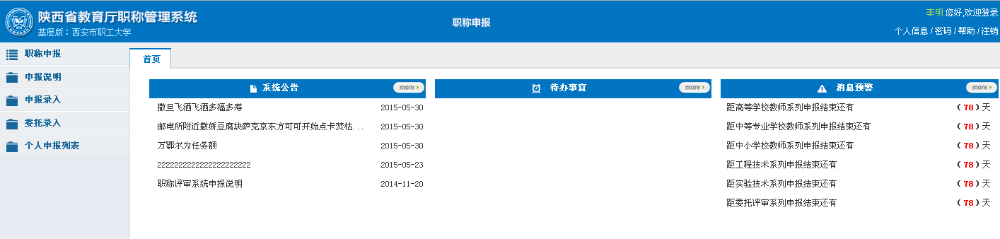 陕西省教育厅职称管理系统
基层版：西安市职工大学
职称申报
李明 您好,欢迎登录
个人信息 / 密码 / 帮助 / 注销
职称申报
申报说明
申报录入
委托录入
个人申报列表
首页
系统公告 more
撒旦飞洒飞洒多福多寿 2015-05-30
邮电所附近撒娇豆腐块萨克京东方可可开始点卡焚枯... 2015-05-30
万鄂尔为任务额 2015-05-30
2222222222222222222222 2015-05-23
职称评审系统申报说明 2014-11-20
待办事宜 more
消息预警 more
距高等学校教师系列申报结束还有 （ 78 ）天
距中等专业学校教师系列申报结束还有 （ 78 ）天
距中小学校教师系列申报结束还有 （ 78 ）天
距工程技术系列申报结束还有 （ 78 ）天
距实验技术系列申报结束还有 （ 78 ）天
距委托评审系列申报结束还有 （ 78 ）天